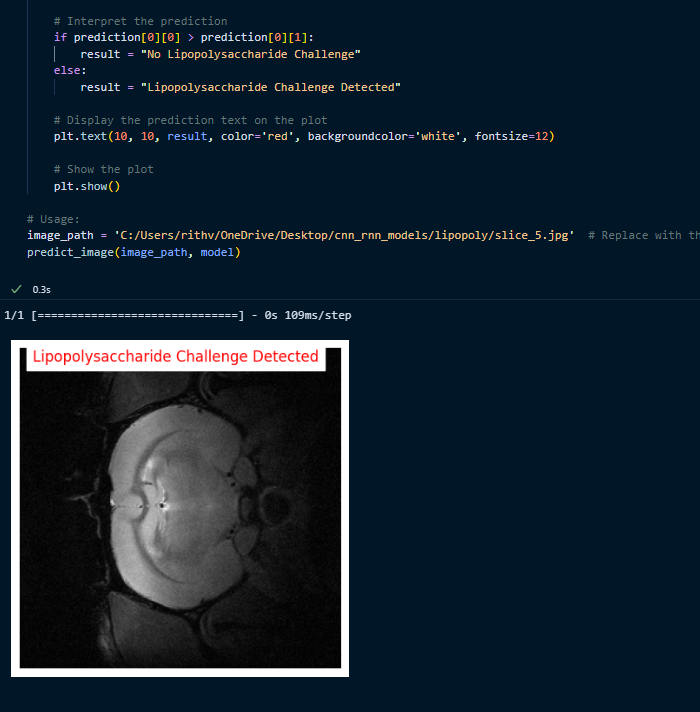 # Interpret the prediction
if prediction[0][0] > prediction[0][1]:
result = "No Lipopolysaccharide Challenge"
else:
result = "Lipopolysaccharide Challenge Detected"
# Display the prediction text on the plot
plt.text(10, 10, result, color='red', backgroundcolor='white', fontsize=12)
# Show the plot
plt.show()
# Usage:
image_path = 'C:/Users/rithv/OneDrive/Desktop/cnn_rnn_models/lipopoly/slice_5.jpg' # Replace with th
predict_image(image_path, model)
0.3s
1/1 [==============================] - 0s 109ms/step
Lipopolysaccharide Challenge Detected